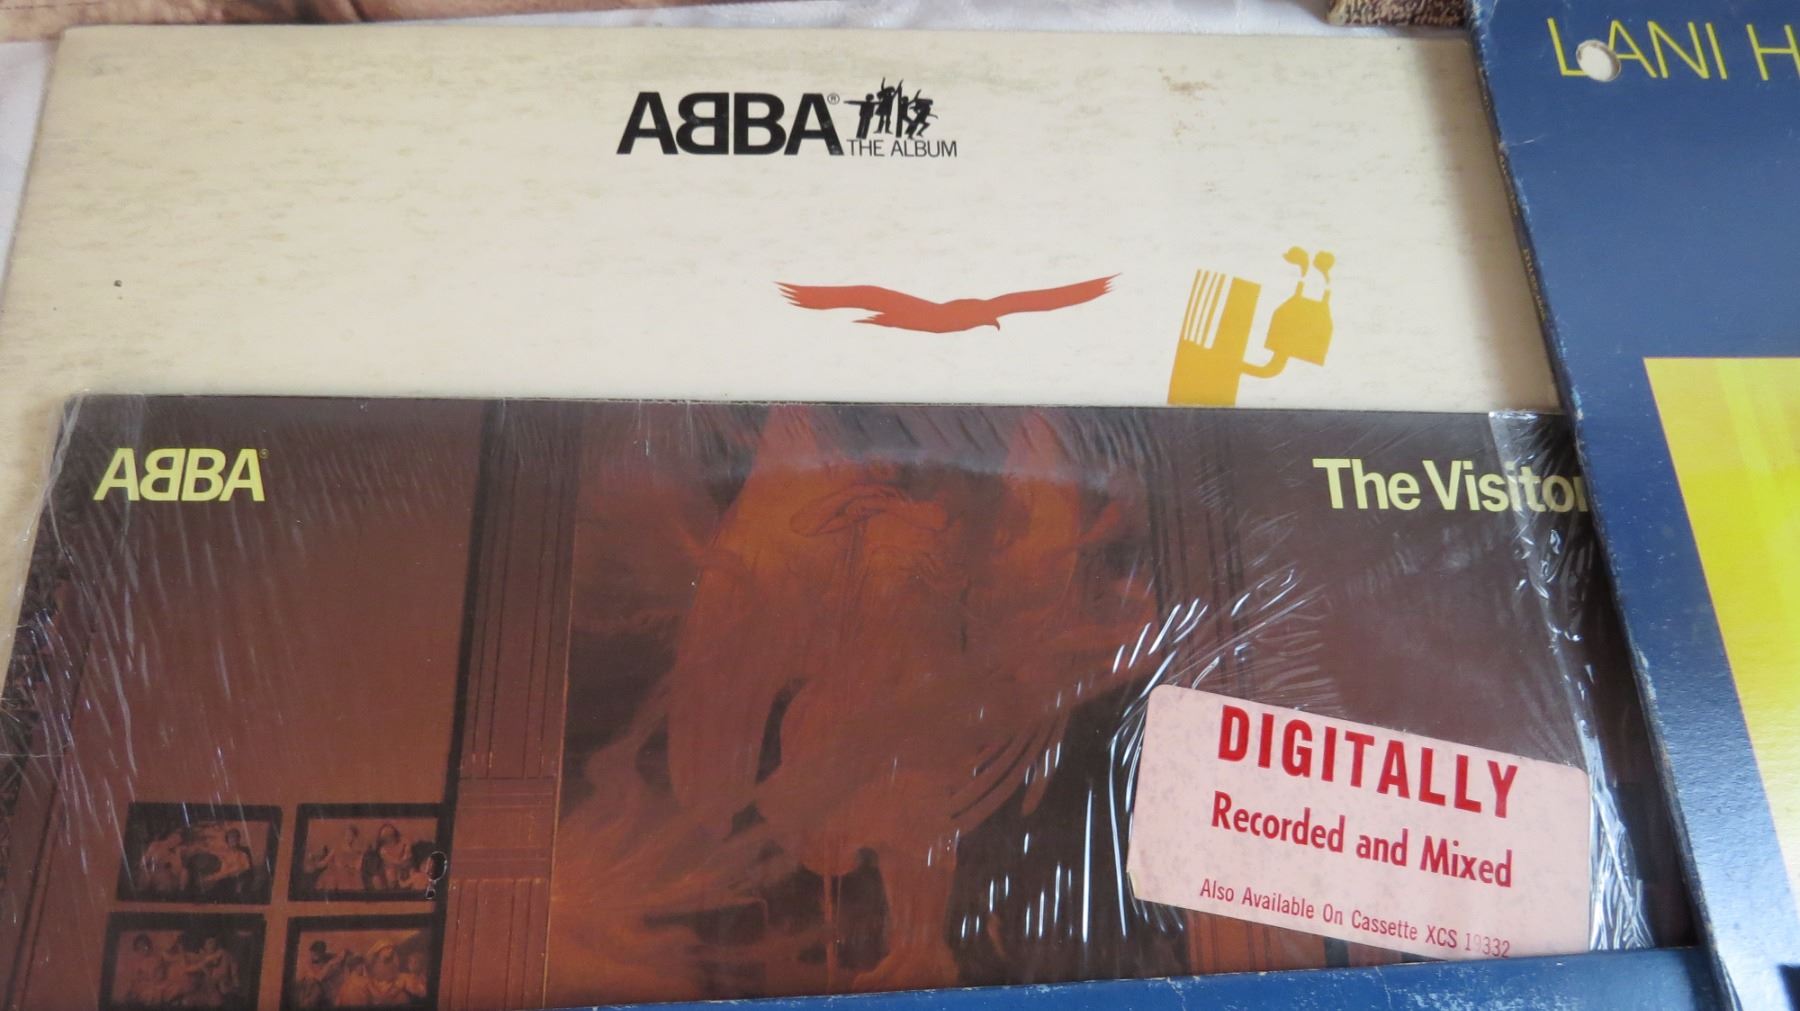 ABBA®
THE ALBUM
LANI H
ABBA®
The Visitor
DIGITALLY
Recorded and Mixed
Also Available On Cassette XCS 19332